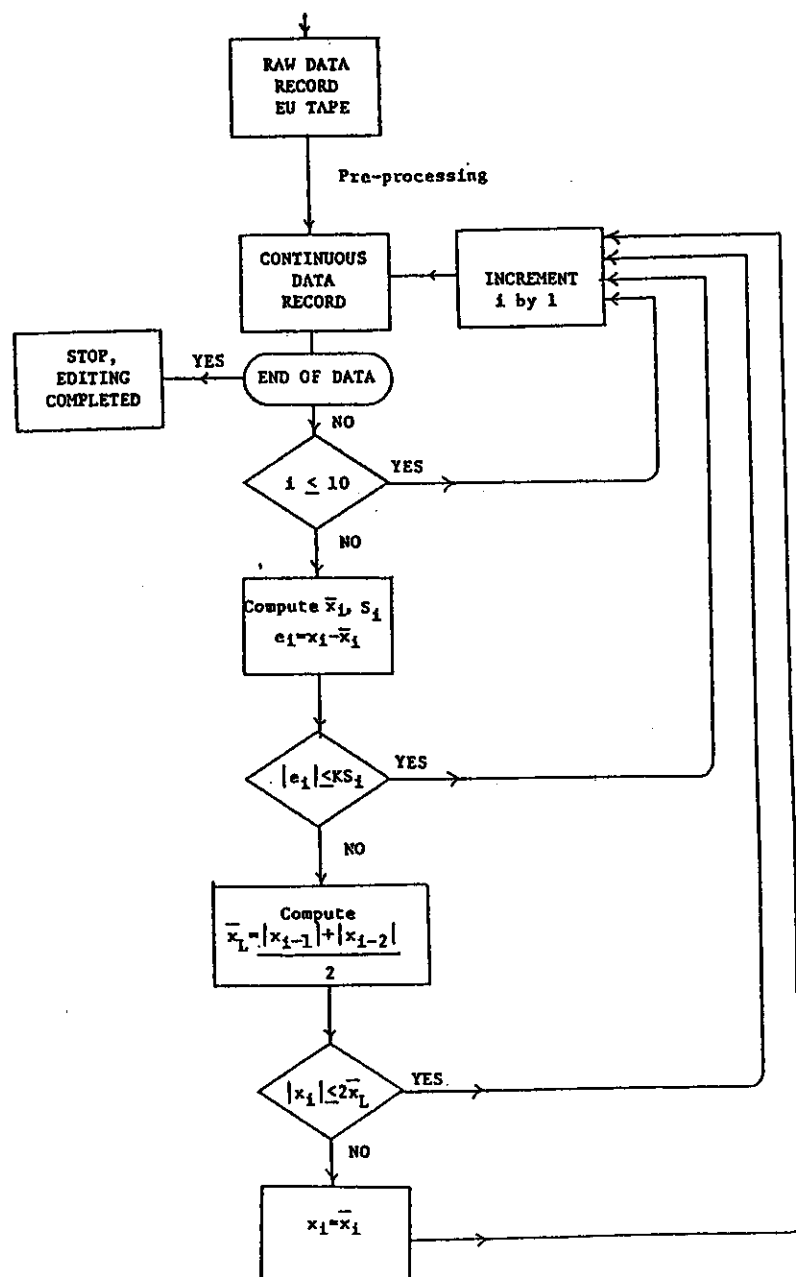 RAW DATA
RECORD
EU TAPE
Pre-processing
CONTINUOUS
DATA
RECORD
INCREMENT
i by 1
STOP,
EDITING
COMPLETED
YES
END OF DATA
NO
i ≤ 10
YES
NO
Compute x̅i, Si
ei=xi-x̅i
|ei|≤KSi
YES
NO
Compute
x̅L=|xi-1|+|xi-2|
2
|xi|≤2x̅L
YES
NO
xi=x̅i